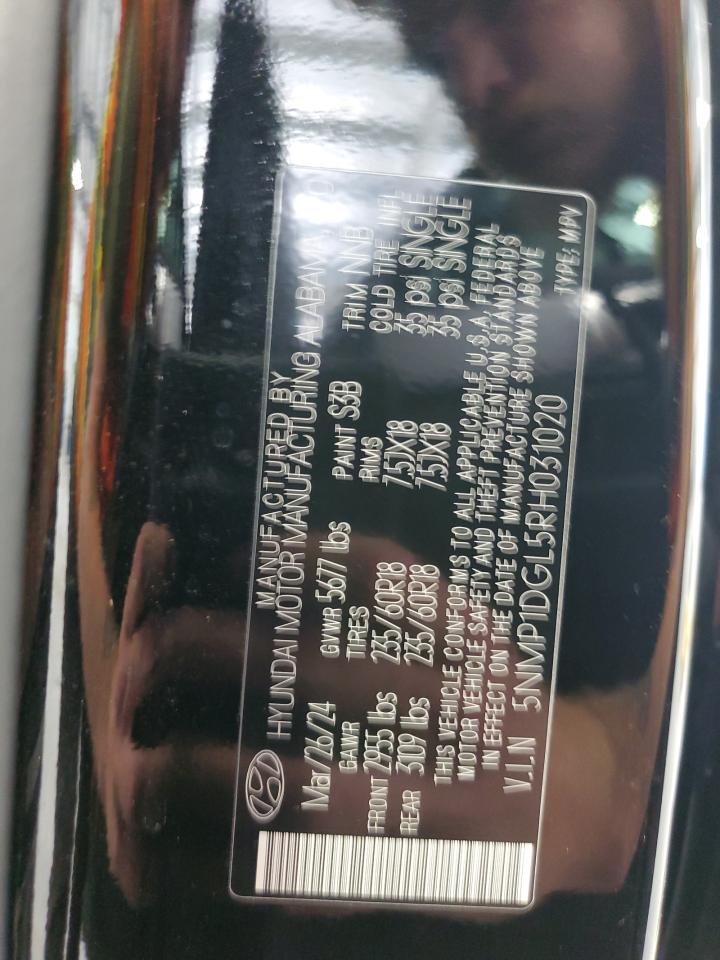 MANUFACTURED BY
HYUNDAI MOTOR MANUFACTURING ALABAMA
Mar/26/24 GVWR 5677 lbs PAINT S3B TRIM NNB
GAWR TIRES RIMS COLD TIRE INFL
FRONT 2955 lbs 235/60R18 7.5JX18 35 psi SINGLE
REAR 3109 lbs 235/60R18 7.5JX18 35 psi SINGLE
THIS VEHICLE CONFORMS TO ALL APPLICABLE U.S.A. FEDERAL
MOTOR VEHICLE SAFETY AND THEFT PREVENTION STANDARDS
IN EFFECT ON THE DATE OF MANUFACTURE SHOWN ABOVE
V.I.N 5NMP1DGL5RH031020 TYPE: MPV